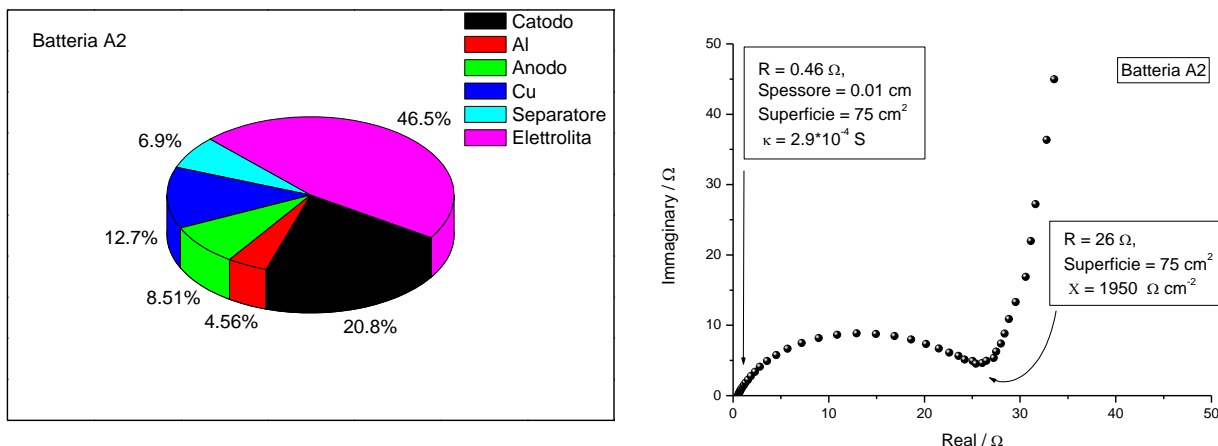 Batteria A2
Catodo
Al
Anodo
Cu
Separatore
Elettrolita
46.5%
6.9%
12.7%
8.51%
4.56%
20.8%
Batteria A2
R = 0.46 Ω,
Spessore = 0.01 cm
Superficie = 75 cm²
κ = 2.9*10⁻⁴ S
R = 26 Ω,
Superficie = 75 cm²
Χ = 1950 Ω cm⁻²
Immaginary / Ω
50
40
30
20
10
0
0
10
20
30
40
50
Real / Ω